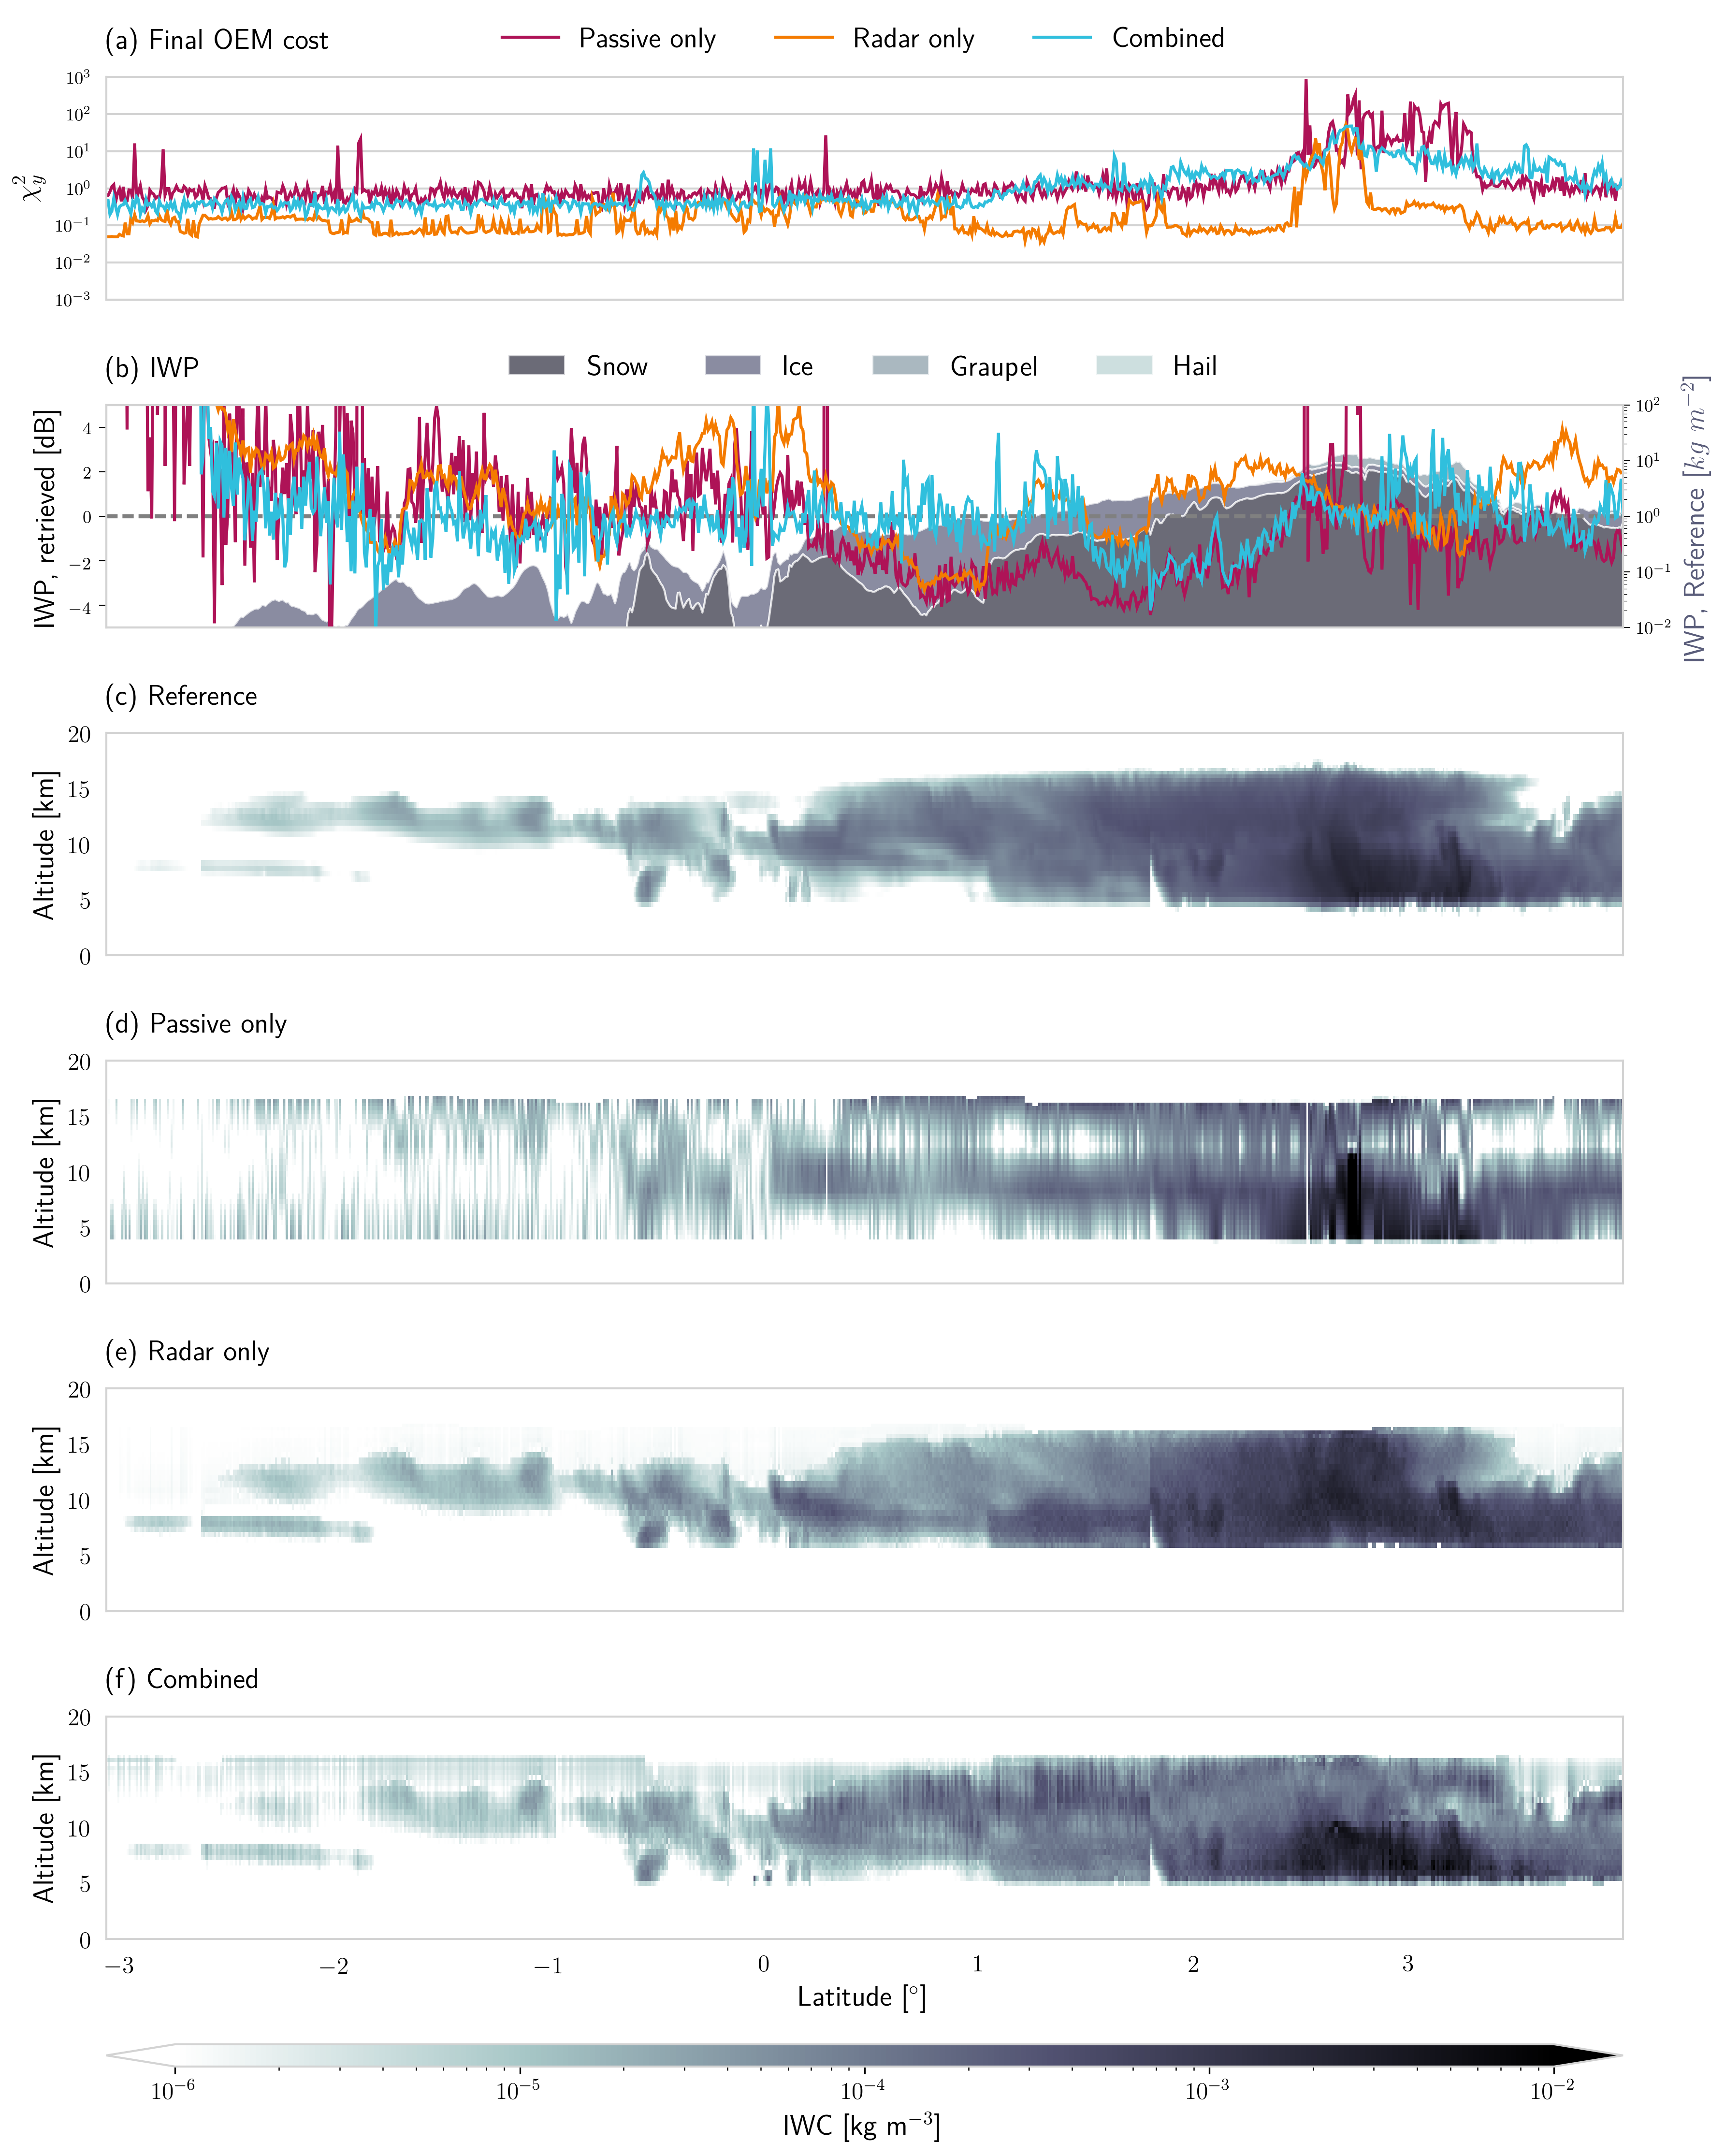 (a) Final OEM cost
Passive only
Radar only
Combined
10³
10²
10¹
10⁰
10⁻¹
10⁻²
10⁻³
χ²_y
(b) IWP
Snow
Ice
Graupel
Hail
IWP, retrieved [dB]
4
2
0
−2
−4
10²
10¹
10⁰
10⁻¹
10⁻²
IWP, Reference [kg m⁻²]
(c) Reference
Altitude [km]
20
15
10
5
0
(d) Passive only
Altitude [km]
20
15
10
5
0
(e) Radar only
Altitude [km]
20
15
10
5
0
(f) Combined
Altitude [km]
20
15
10
5
0
−3 −2 −1 0 1 2 3
Latitude [°]
10⁻⁶ 10⁻⁵ 10⁻⁴ 10⁻³ 10⁻²
IWC [kg m⁻³]